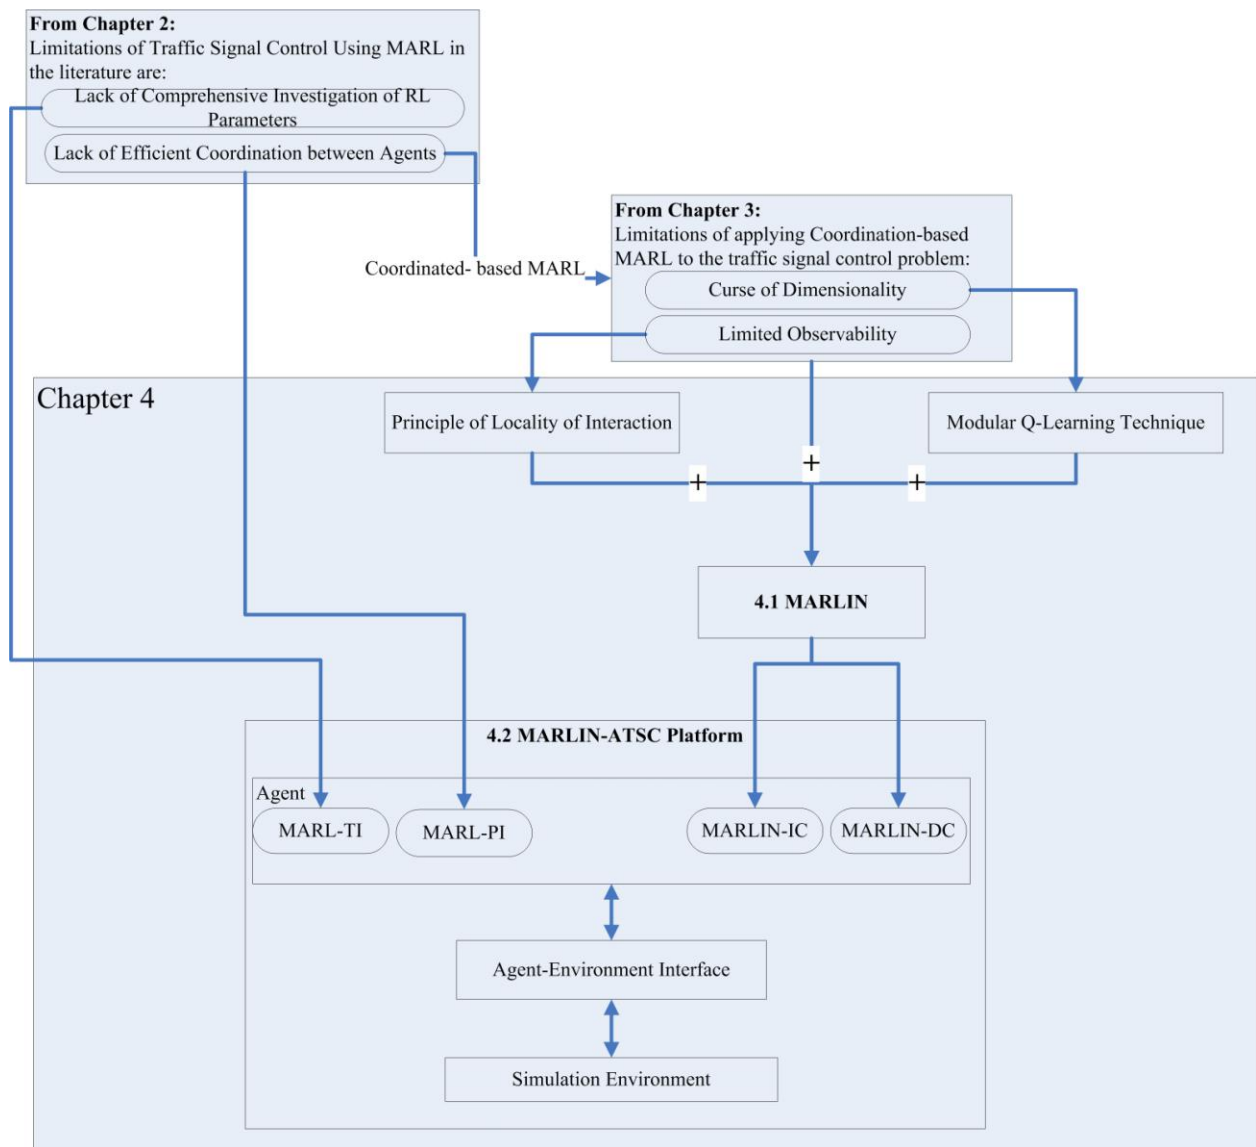 From Chapter 2:
Limitations of Traffic Signal Control Using MARL in
the literature are:
Lack of Comprehensive Investigation of RL
Parameters
Lack of Efficient Coordination between Agents
From Chapter 3:
Limitations of applying Coordination-based
MARL to the traffic signal control problem:
Coordinated- based MARL
Curse of Dimensionality
Limited Observability
Chapter 4
Principle of Locality of Interaction
Modular Q-Learning Technique
+
+
+
4.1 MARLIN
4.2 MARLIN-ATSC Platform
Agent
MARL-TI
MARL-PI
MARLIN-IC
MARLIN-DC
Agent-Environment Interface
Simulation Environment